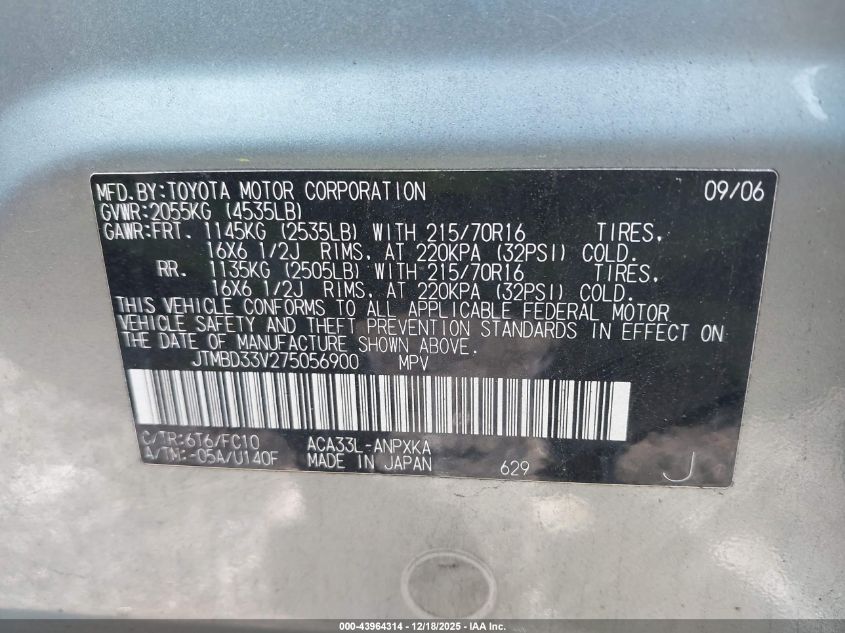 MFD.BY:TOYOTA MOTOR CORPORATION 09/06
GVWR:2055KG (4535LB)
GAWR:FRT. 1145KG (2535LB) WITH 215/70R16 TIRES,
16X6 1/2J RIMS, AT 220KPA (32PSI) COLD.
RR. 1135KG (2505LB) WITH 215/70R16 TIRES,
16X6 1/2J RIMS, AT 220KPA (32PSI) COLD.
THIS VEHICLE CONFORMS TO ALL APPLICABLE FEDERAL MOTOR
VEHICLE SAFETY AND THEFT PREVENTION STANDARDS IN EFFECT ON
THE DATE OF MANUFACTURE SHOWN ABOVE.
JTMBD33V275056900 MPV
C/TR:6T6/FC10 ACA33L-ANPXKA
A/TM:-05A/U140F MADE IN JAPAN 629 J
000-43964314 - 12/18/2025 - IAA Inc.